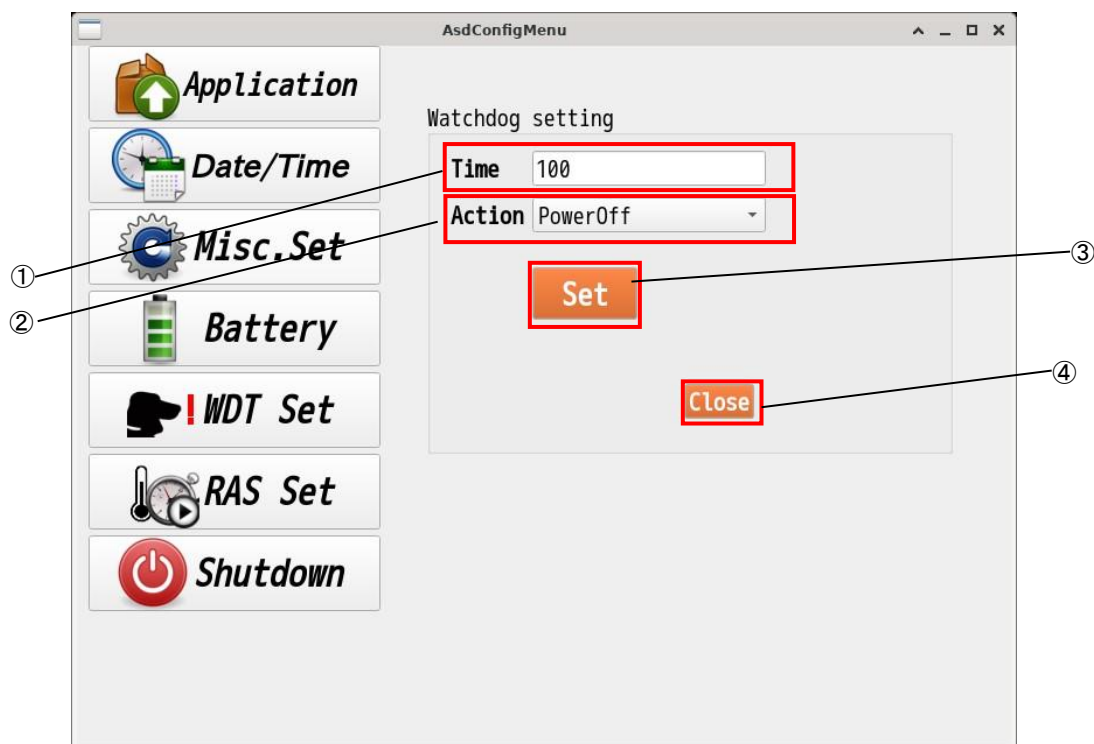 AsdConfigMenu
Application
Date/Time
Misc.Set
Battery
WDT Set
RAS Set
Shutdown
Watchdog setting
Time 100
Action PowerOff
Set
Close
①
②
③
④